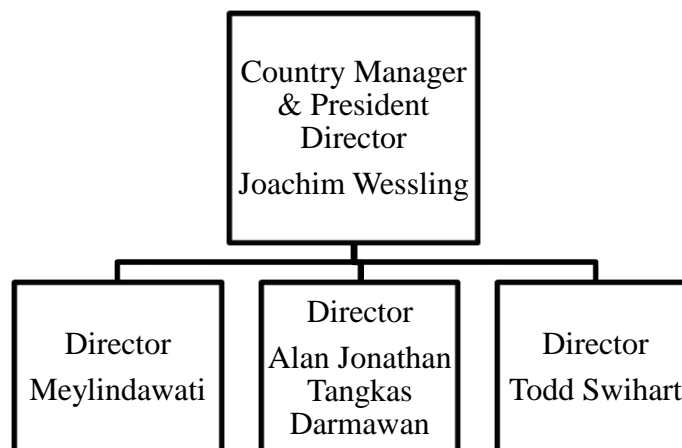 Country Manager
& President
Director
Joachim Wessling
Director
Meylindawati
Director
Alan Jonathan
Tangkas
Darmawan
Director
Todd Swihart